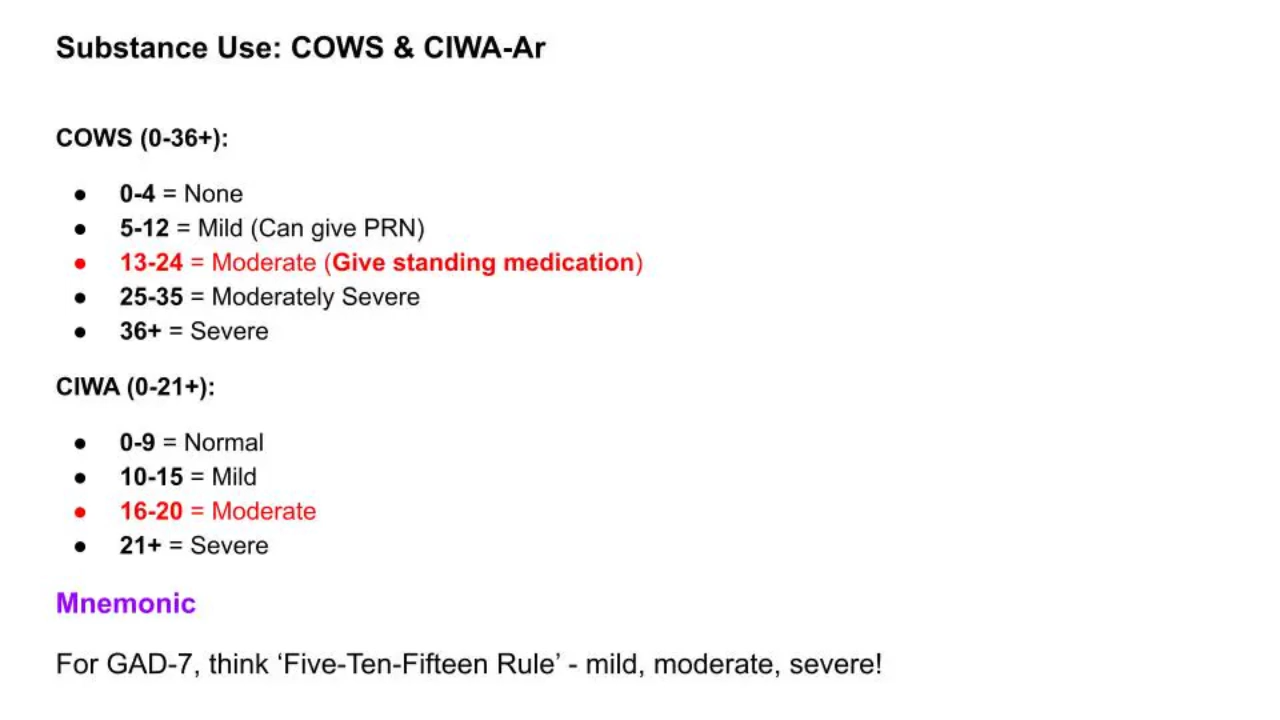 Substance Use: COWS & CIWA-Ar
COWS (0-36+):
● 0-4 = None
● 5-12 = Mild (Can give PRN)
● 13-24 = Moderate (Give standing medication)
● 25-35 = Moderately Severe
● 36+ = Severe
CIWA (0-21+):
● 0-9 = Normal
● 10-15 = Mild
● 16-20 = Moderate
● 21+ = Severe
Mnemonic
For GAD-7, think ‘Five-Ten-Fifteen Rule’ - mild, moderate, severe!